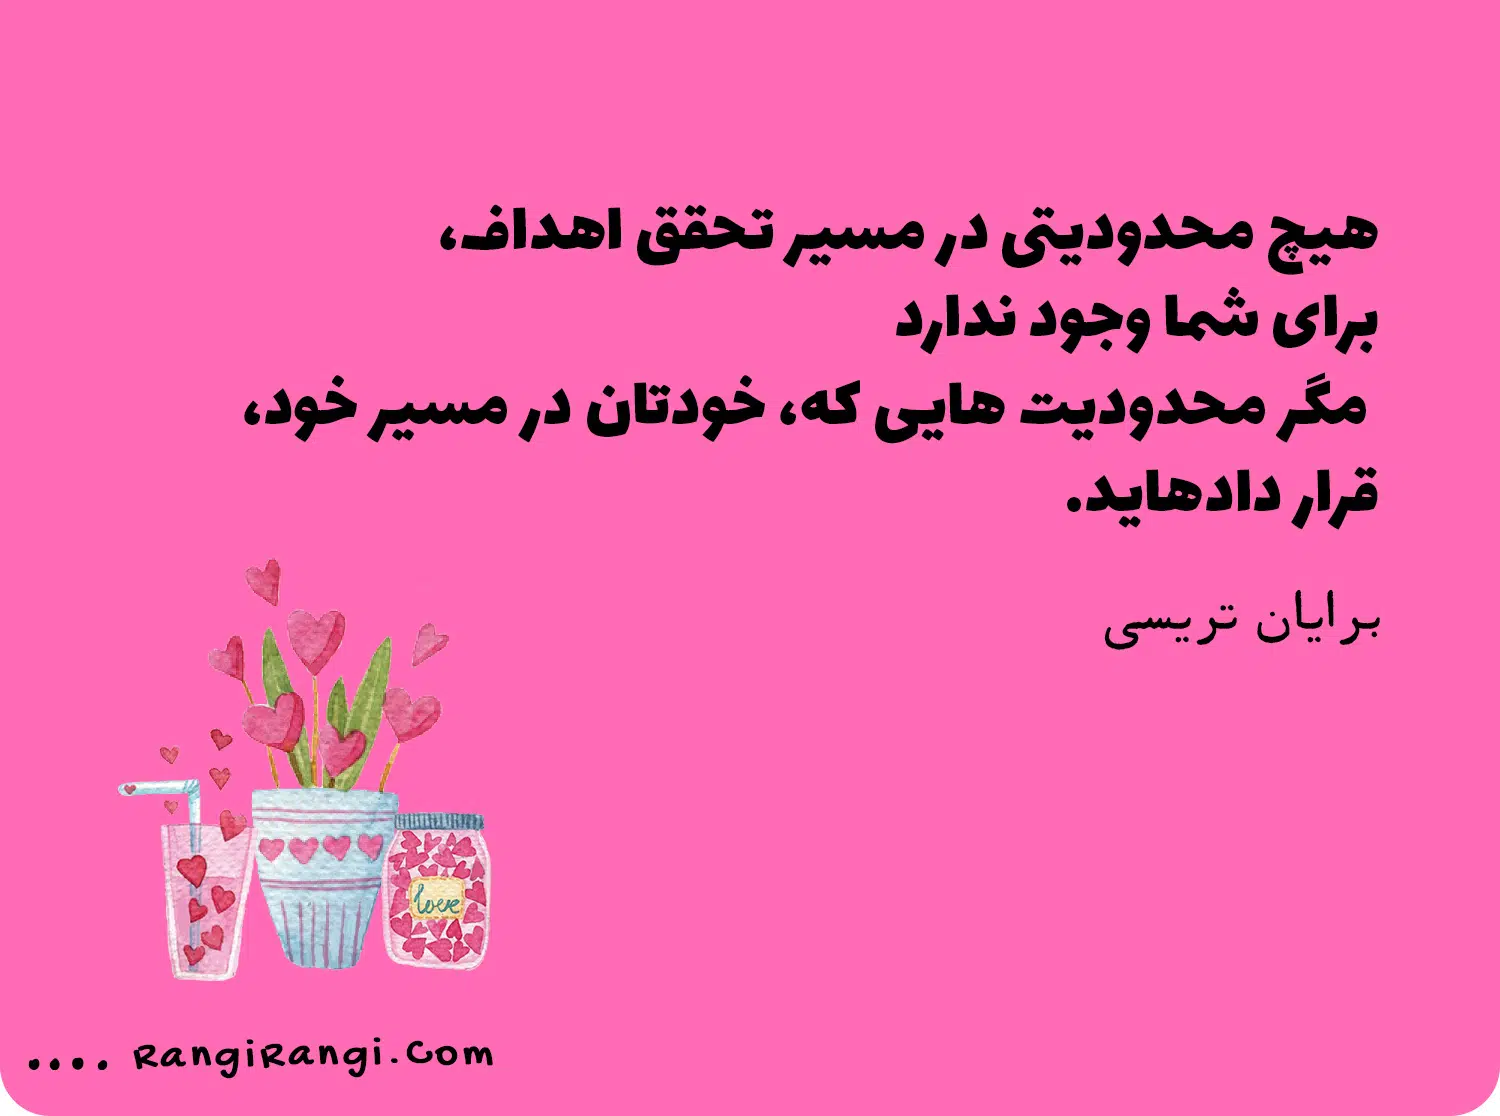 هیچ محدودیتی در مسیر تحقق اهداف،
برای شما وجود ندارد
مگر محدودیت هایی که، خودتان در مسیر خود،
قرار دادهاید.
برایان تریسی
love
.... RangiRangi.com